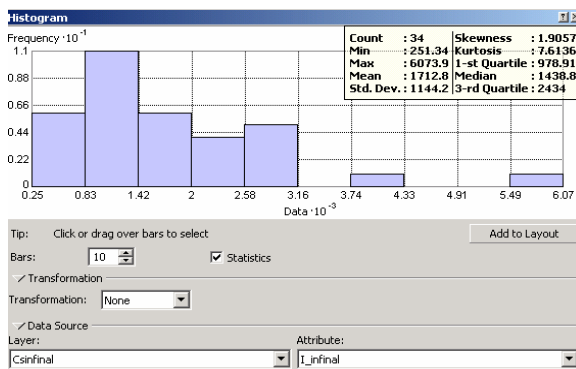 Histogram
Frequency · 10⁻¹
Count : 34 Skewness : 1.9057
Min : 251.34 Kurtosis : 7.6136
Max : 6073.9 1-st Quartile : 978.91
Mean : 1712.8 Median : 1438.8
Std. Dev. : 1144.2 3-rd Quartile : 2434
1.1
0.88
0.66
0.44
0.22
0
0.25 0.83 1.42 2 2.58 3.16 3.74 4.33 4.91 5.49 6.07
Data · 10⁻³
Tip: Click or drag over bars to select
Add to Layout
Bars: 10 Statistics
Transformation
Transformation: None
Data Source
Layer: Attribute:
Csinfinal I_infinal